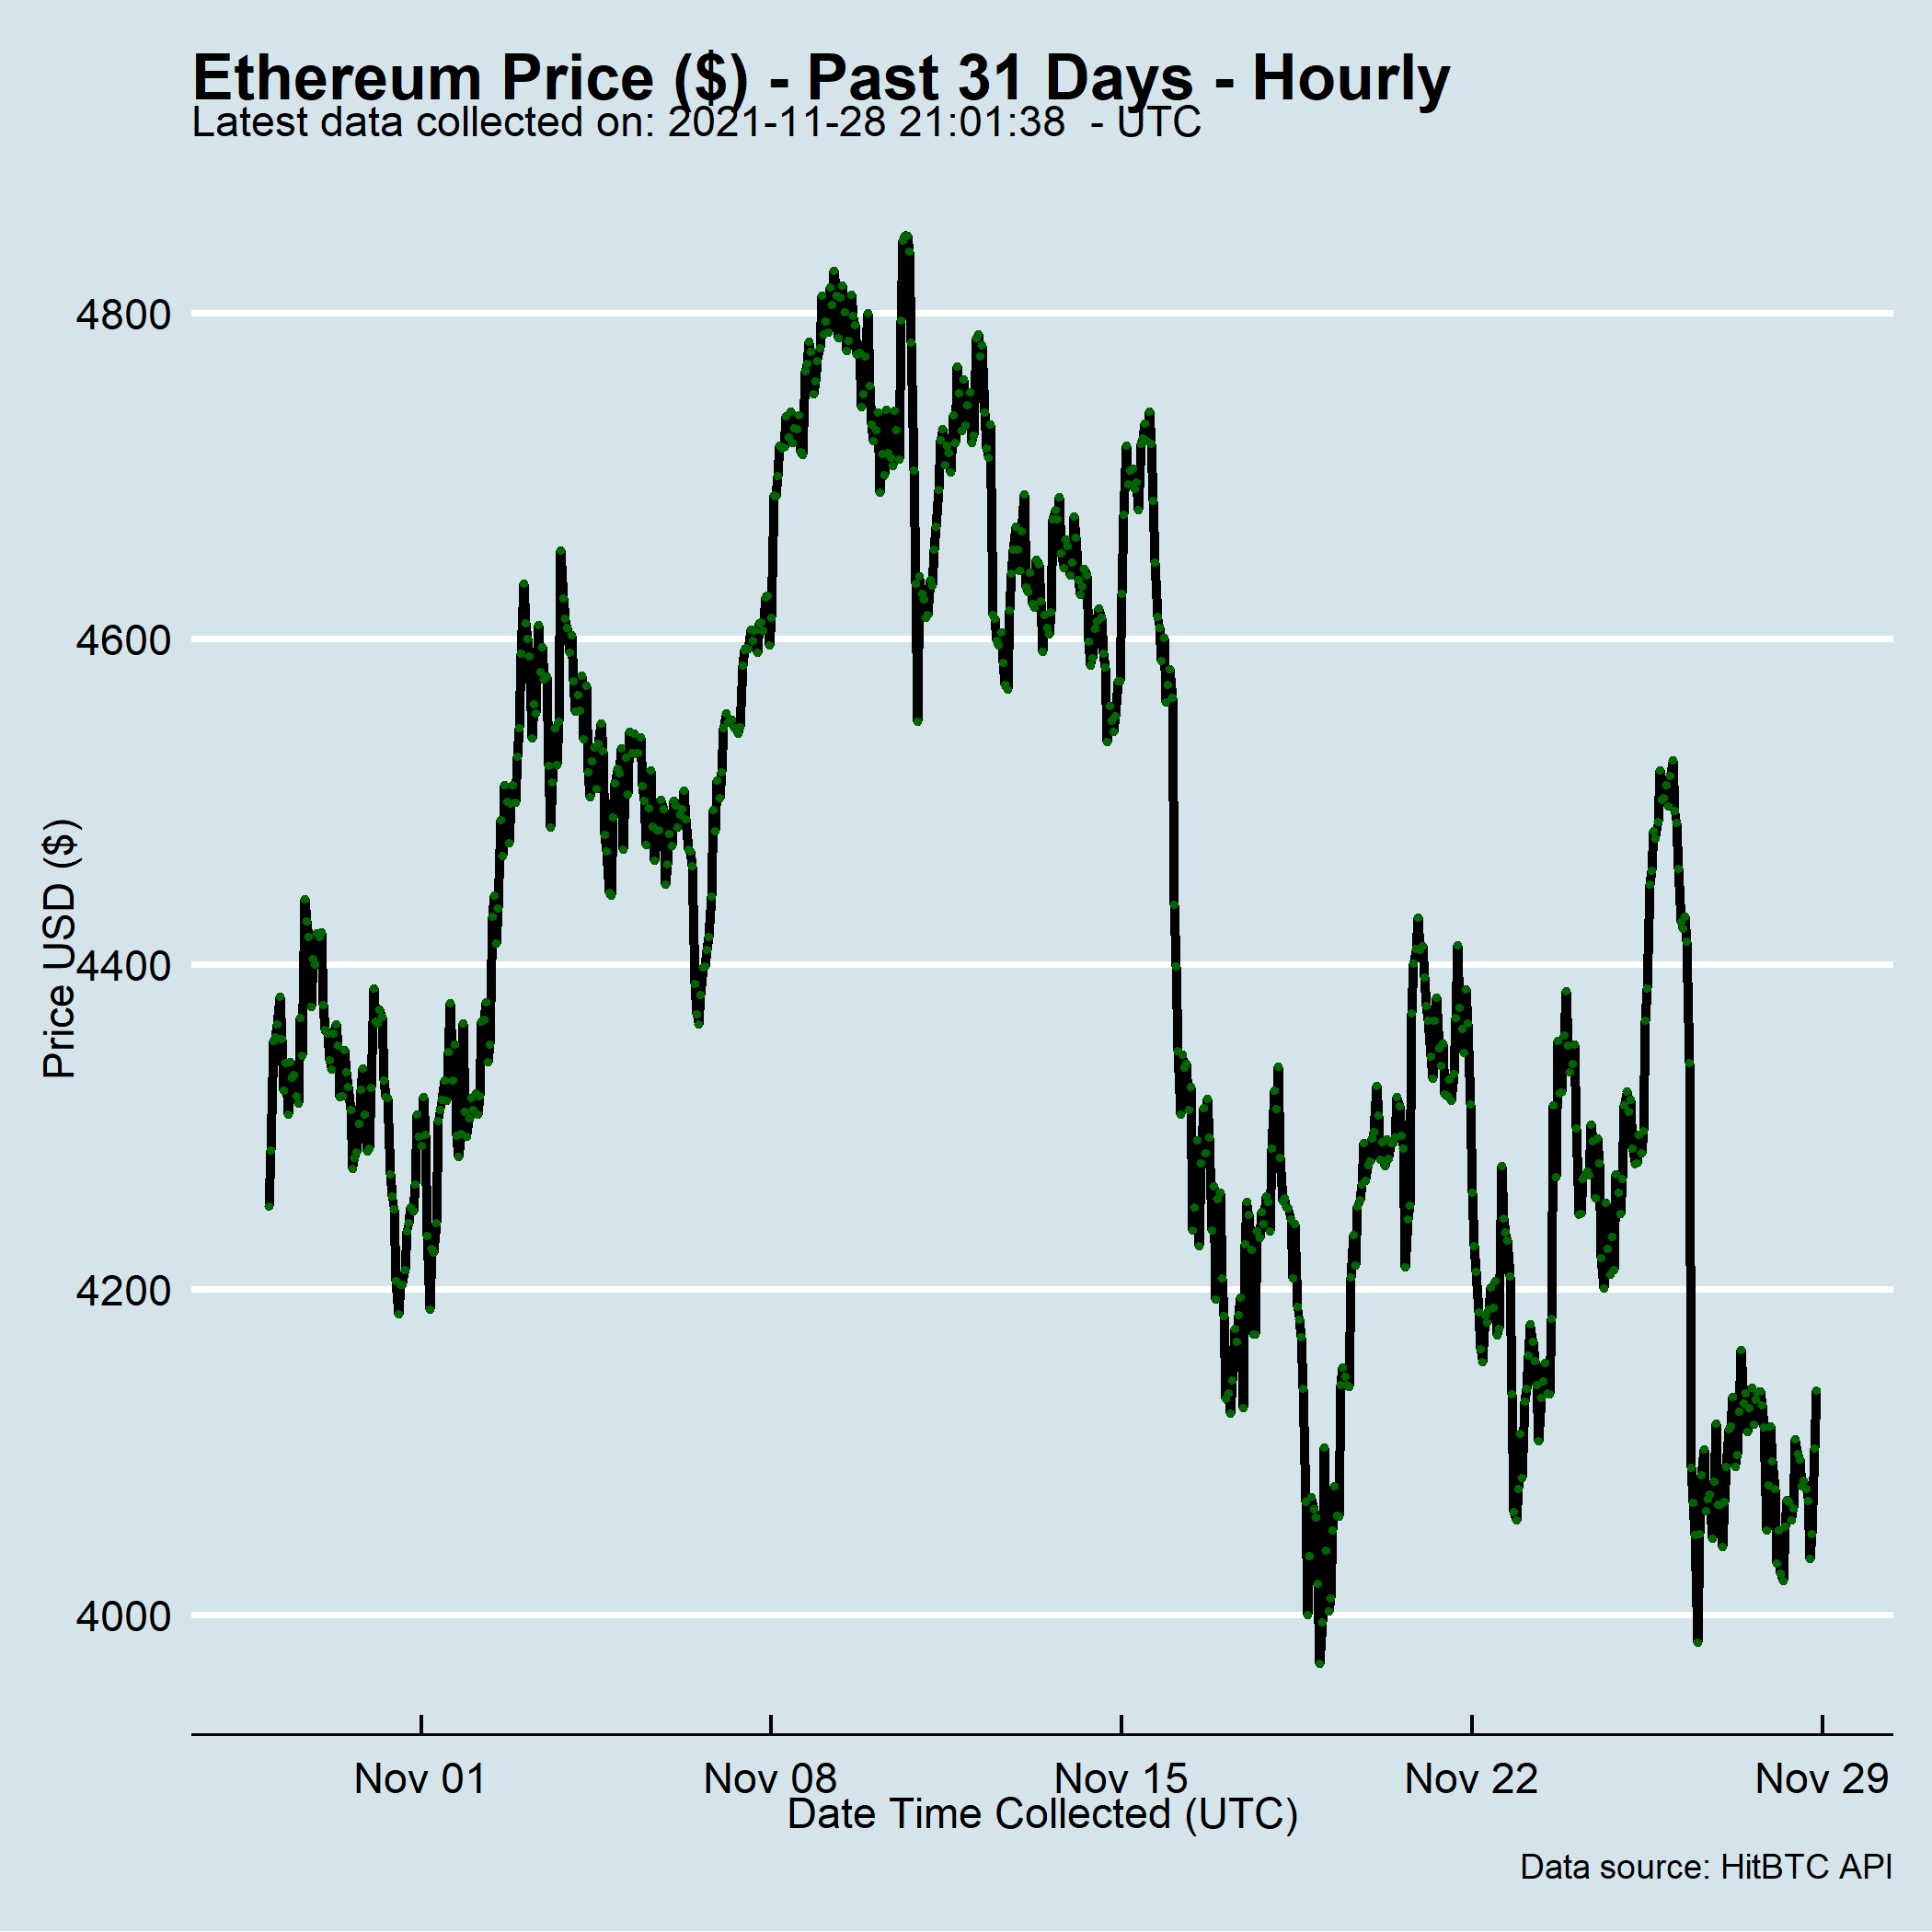 Ethereum Price ($) - Past 31 Days - Hourly
Latest data collected on: 2021-11-28 21:01:38  - UTC
Price USD ($)
4800
4600
4400
4200
4000
Nov 01
Nov 08
Nov 15
Nov 22
Nov 29
Date Time Collected (UTC)
Data source: HitBTC API